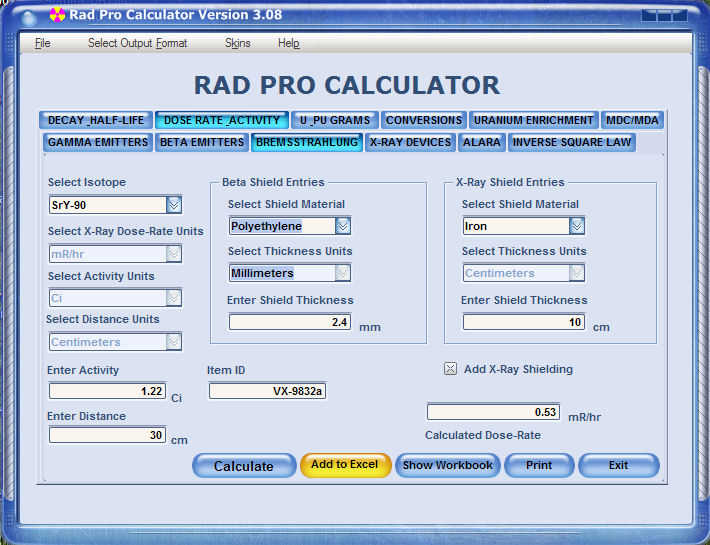 Rad Pro Calculator Version 3.08
File Select Output Format Skins Help
RAD PRO CALCULATOR
DECAY_HALF-LIFE DOSE RATE_ACTIVITY U_PU GRAMS CONVERSIONS URANIUM ENRICHMENT MDC/MDA
GAMMA EMITTERS BETA EMITTERS BREMSSTRAHLUNG X-RAY DEVICES ALARA INVERSE SQUARE LAW
Select Isotope
SrY-90
Select X-Ray Dose-Rate Units
mR/hr
Select Activity Units
Ci
Select Distance Units
Centimeters
Beta Shield Entries
Select Shield Material
Polyethylene
Select Thickness Units
Millimeters
Enter Shield Thickness
2.4 mm
X-Ray Shield Entries
Select Shield Material
Iron
Select Thickness Units
Centimeters
Enter Shield Thickness
10 cm
Enter Activity
1.22 Ci
Item ID
VX-9832a
Add X-Ray Shielding
Enter Distance
30 cm
0.53 mR/hr
Calculated Dose-Rate
Calculate Add to Excel Show Workbook Print Exit